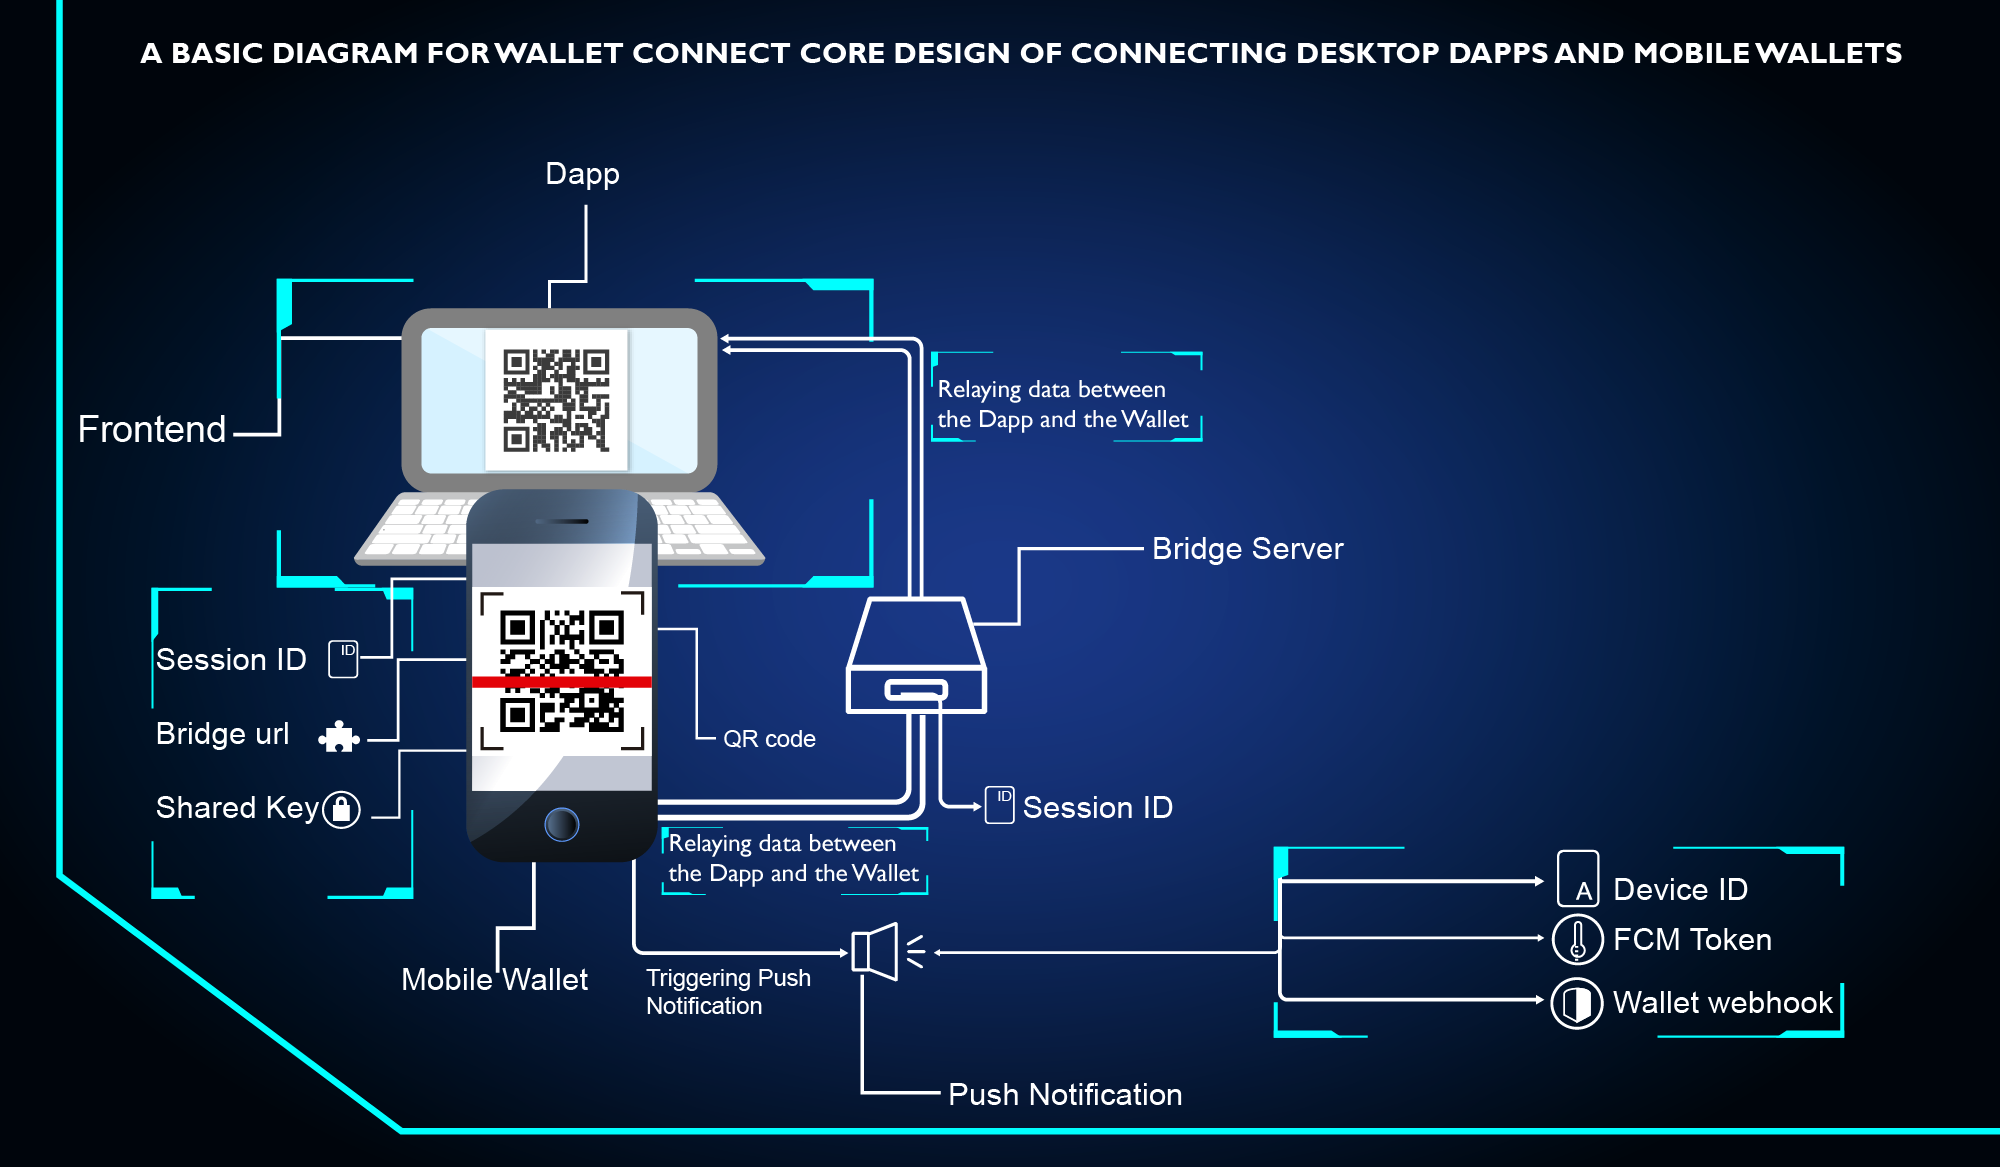 A BASIC DIAGRAM FOR WALLET CONNECT CORE DESIGN OF CONNECTING DESKTOP DAPPS AND MOBILE WALLETS
Dapp
Relaying data between
the Dapp and the Wallet
Frontend
Bridge Server
Session ID
ID
Bridge url
QR code
Shared Key
ID
Session ID
Relaying data between
the Dapp and the Wallet
A
Device ID
FCM Token
Mobile Wallet
Triggering Push
Notification
Wallet webhook
Push Notification